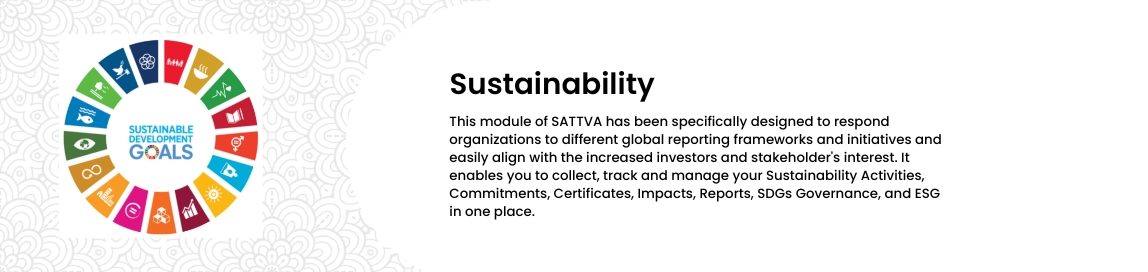 SUSTAINABLE
DEVELOPMENT
GOALS
Sustainability
This module of SATTVA has been specifically designed to respond
organizations to different global reporting frameworks and initiatives and
easily align with the increased investors and stakeholder's interest. It
enables you to collect, track and manage your Sustainability Activities,
Commitments, Certificates, Impacts, Reports, SDGs Governance, and ESG
in one place.